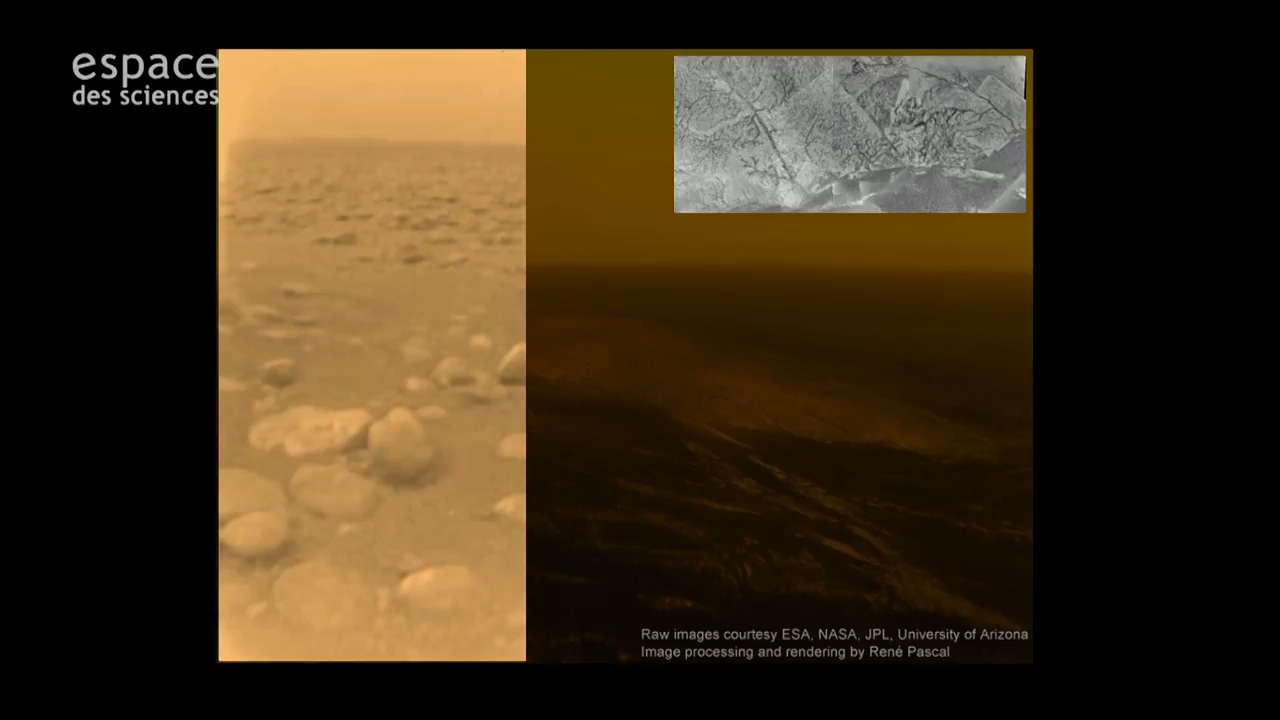 espace
des sciences
Raw images courtesy ESA, NASA, JPL, University of Arizona
Image processing and rendering by René Pascal